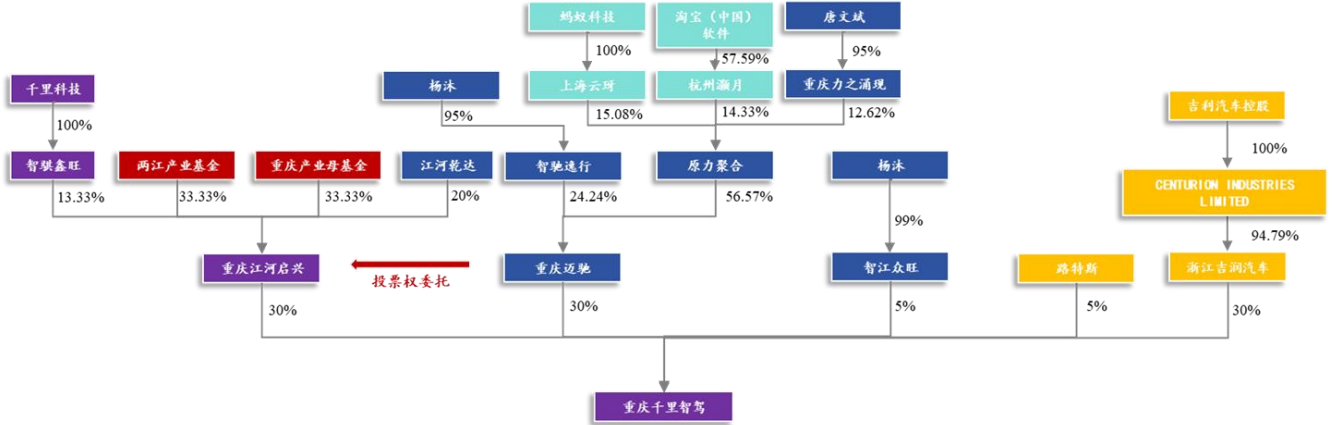 蚂蚁科技
淘宝（中国）
软件
唐文斌
100%
57.59%
95%
千里科技
杨沐
上海云玡
杭州灏月
重庆力之涌现
吉利汽车控股
100%
95%
15.08%
14.33%
12.62%
100%
智骐鑫旺
两江产业基金
重庆产业母基金
江河乾达
智驰逸行
原力聚合
杨沐
CENTURION INDUSTRIES
LIMITED
13.33%
33.33%
33.33%
20%
24.24%
56.57%
99%
94.79%
重庆江河启兴
投票权委托
重庆迈驰
智江众旺
路特斯
浙江吉润汽车
30%
30%
5%
5%
30%
重庆千里智驾